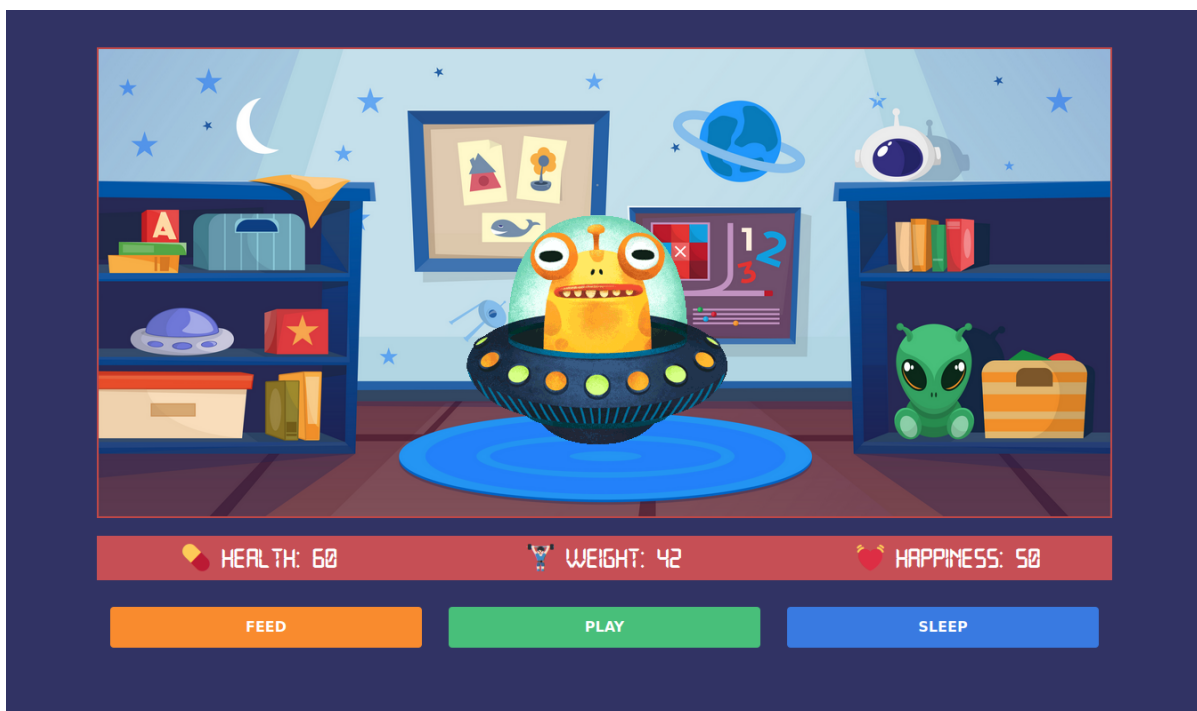 A
1
2
3
HEALTH: 60
WEIGHT: 42
HAPPINESS: 50
FEED
PLAY
SLEEP